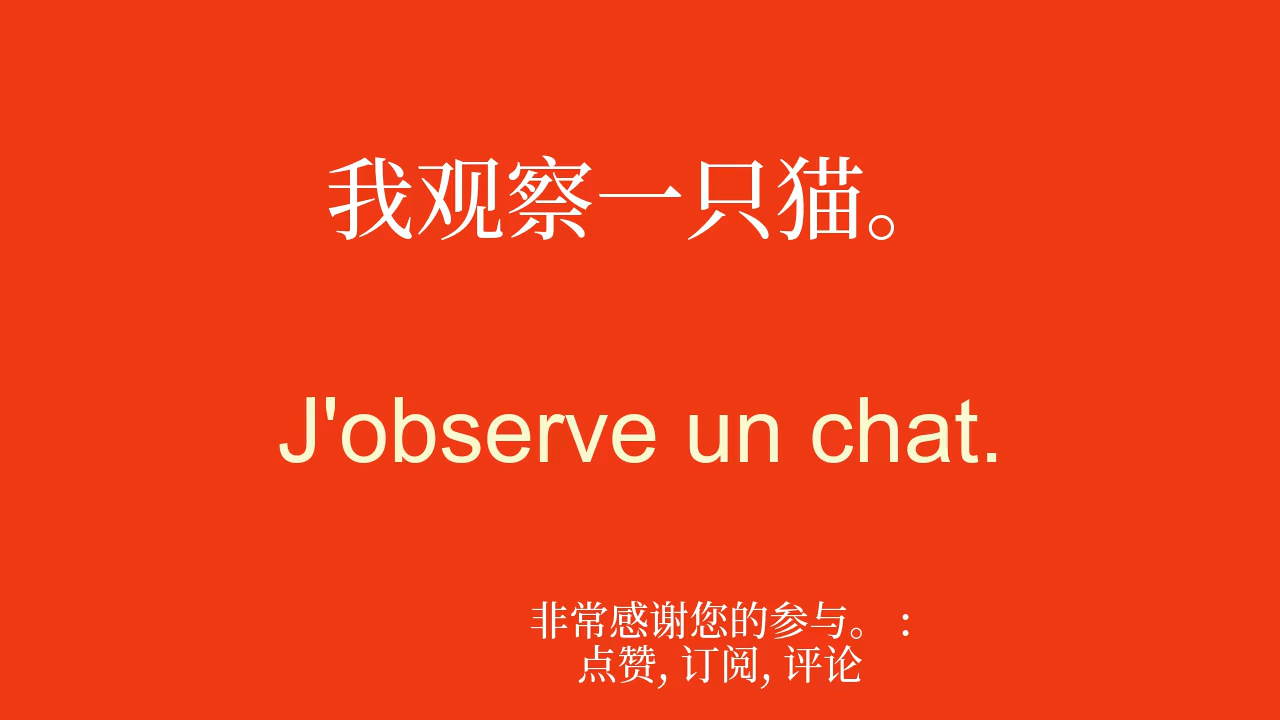 我观察一只猫。
J'observe un chat.
非常感谢您的参与。 :
点赞, 订阅, 评论